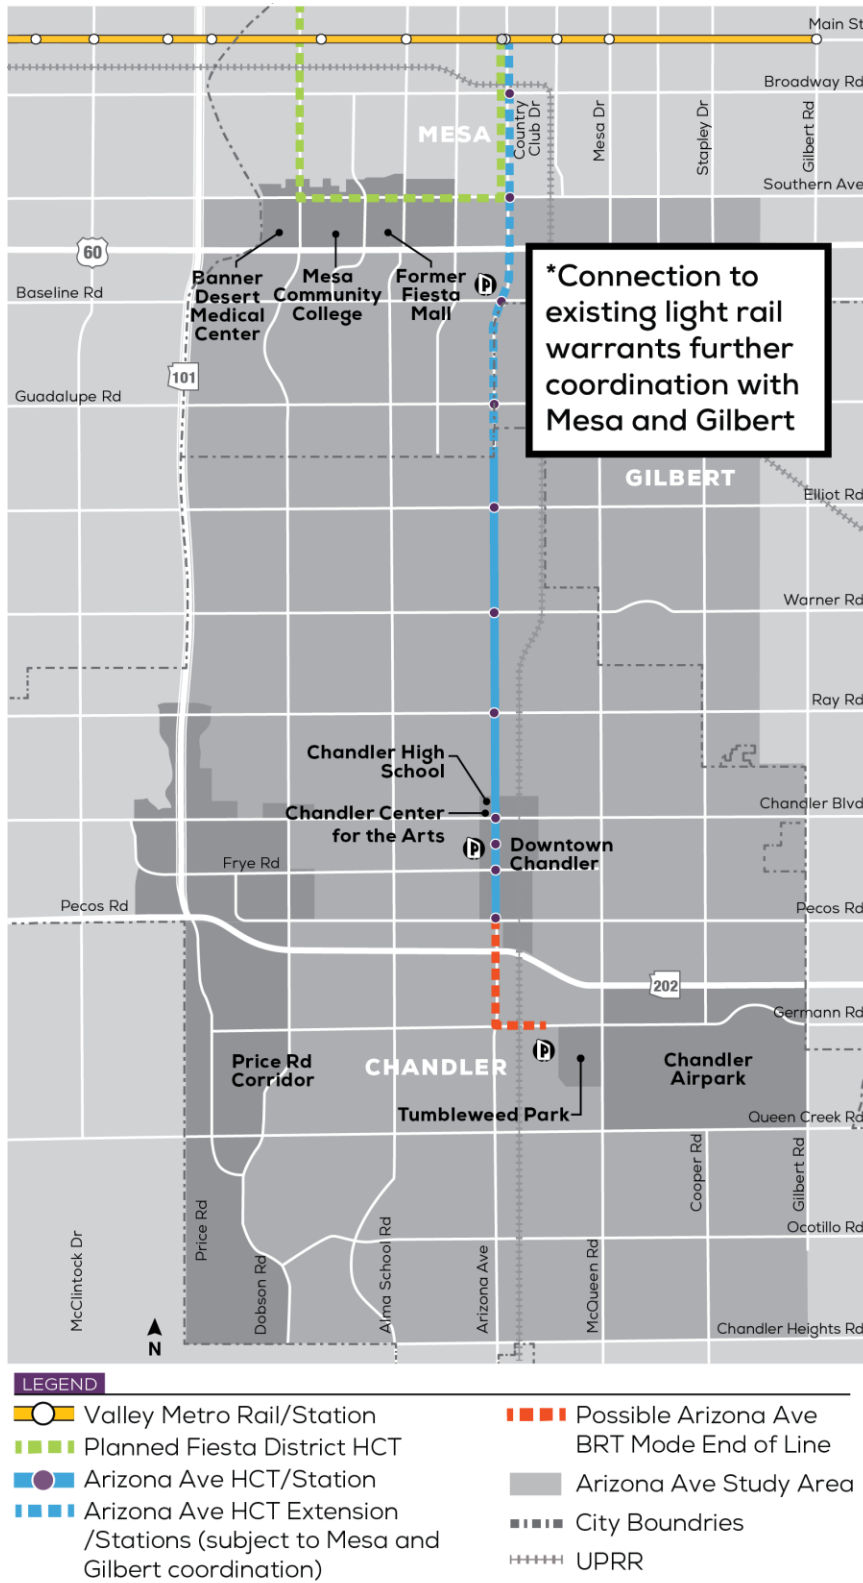 Main St
Broadway Rd
MESA
Country
Club Dr
Mesa Dr
Stapley Dr
Gilbert Rd
Southern Ave
60
Banner
Desert
Medical
Center
Mesa
Community
College
Former
Fiesta
Mall
P
Baseline Rd
*Connection to
existing light rail
warrants further
coordination with
Mesa and Gilbert
101
Guadalupe Rd
GILBERT
Elliot Rd
Warner Rd
Ray Rd
Chandler High
School
Chandler Blvd
Chandler Center
for the Arts
P
Downtown
Chandler
Frye Rd
Pecos Rd
Pecos Rd
202
Germann Rd
P
Price Rd
Corridor
CHANDLER
Chandler
Airpark
Tumbleweed Park
Queen Creek Rd
McClintock Dr
Price Rd
Dobson Rd
Alma School Rd
Arizona Ave
McQueen Rd
Cooper Rd
Gilbert Rd
Ocotillo Rd
Chandler Heights Rd
N
LEGEND
Valley Metro Rail/Station
Planned Fiesta District HCT
Arizona Ave HCT/Station
Arizona Ave HCT Extension
/Stations (subject to Mesa and
Gilbert coordination)
Possible Arizona Ave
BRT Mode End of Line
Arizona Ave Study Area
City Boundries
UPRR